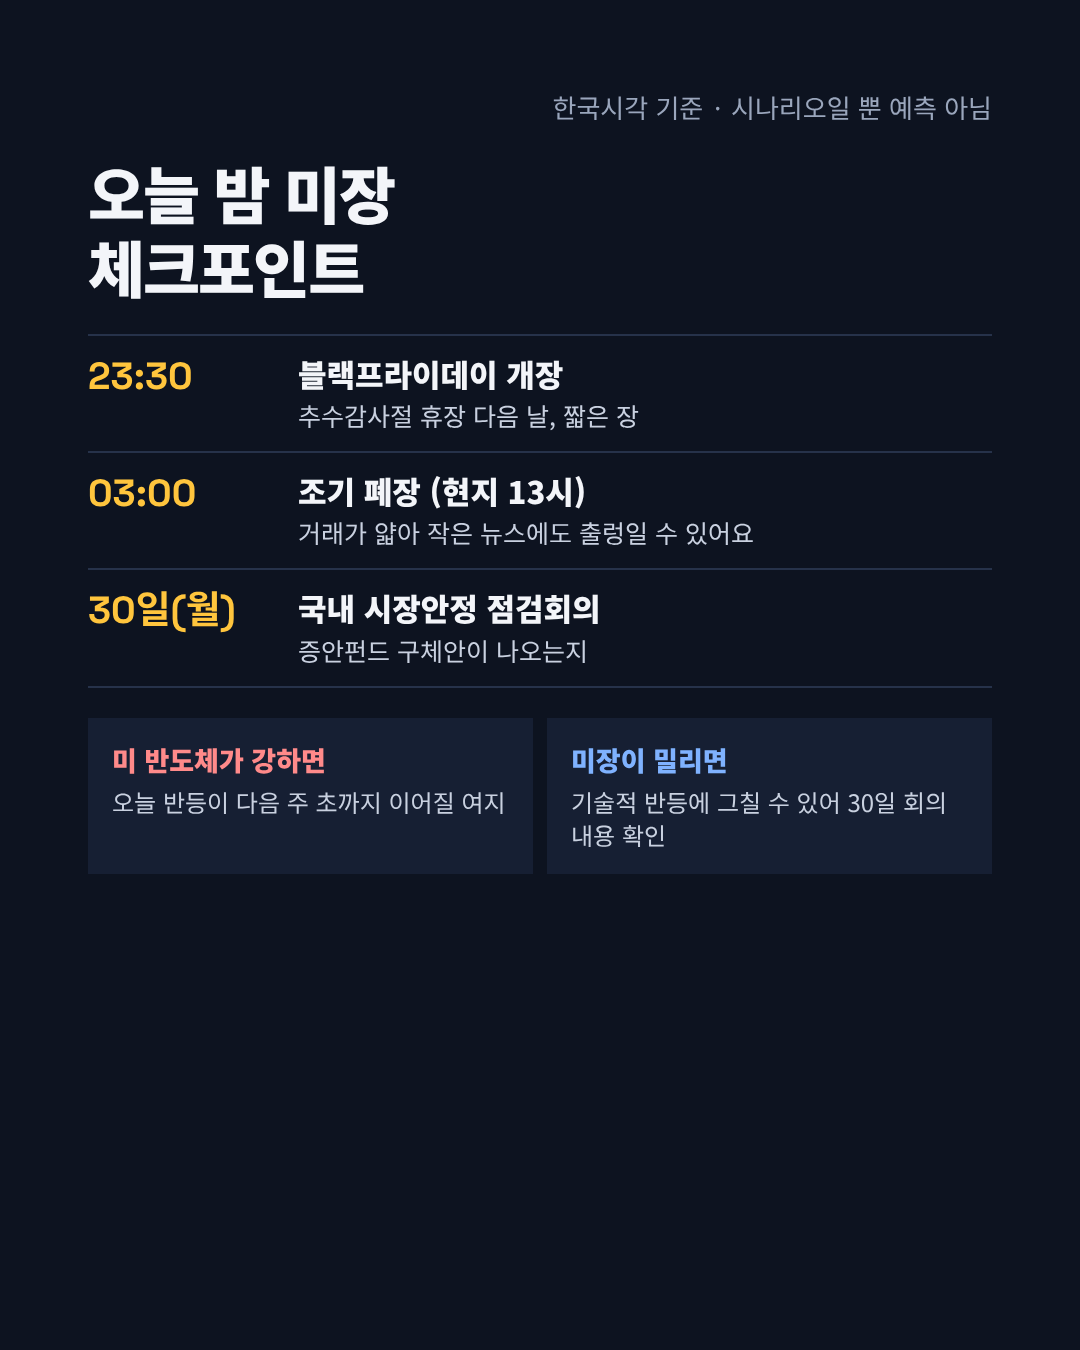 한국시각 기준 · 시나리오일 뿐 예측 아님
오늘 밤 미장
체크포인트
23:30
블랙프라이데이 개장
추수감사절 휴장 다음 날, 짧은 장
03:00
조기 폐장 (현지 13시)
거래가 얇아 작은 뉴스에도 출렁일 수 있어요
30일(월)
국내 시장안정 점검회의
증안펀드 구체안이 나오는지
미 반도체가 강하면
오늘 반등이 다음 주 초까지 이어질 여지
미장이 밀리면
기술적 반등에 그칠 수 있어 30일 회의
내용 확인